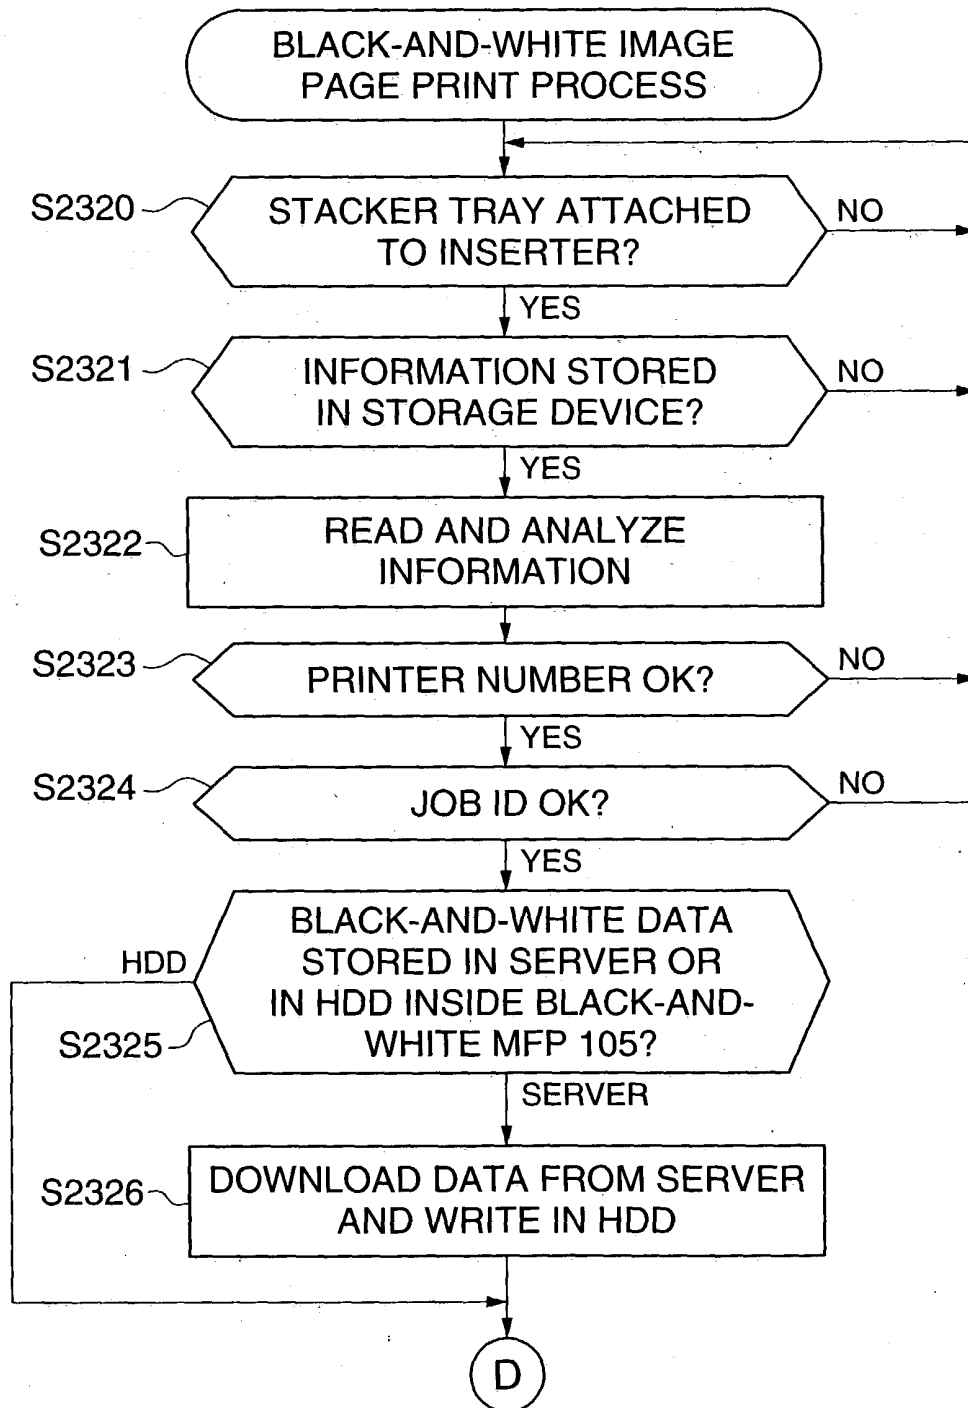 BLACK-AND-WHITE IMAGE
PAGE PRINT PROCESS
S2320
STACKER TRAY ATTACHED
TO INSERTER?
NO
YES
S2321
INFORMATION STORED
IN STORAGE DEVICE?
NO
YES
S2322
READ AND ANALYZE
INFORMATION
S2323
PRINTER NUMBER OK?
NO
YES
S2324
JOB ID OK?
NO
YES
BLACK-AND-WHITE DATA
STORED IN SERVER OR
IN HDD INSIDE BLACK-AND-
WHITE MFP 105?
HDD
S2325
SERVER
S2326
DOWNLOAD DATA FROM SERVER
AND WRITE IN HDD
D